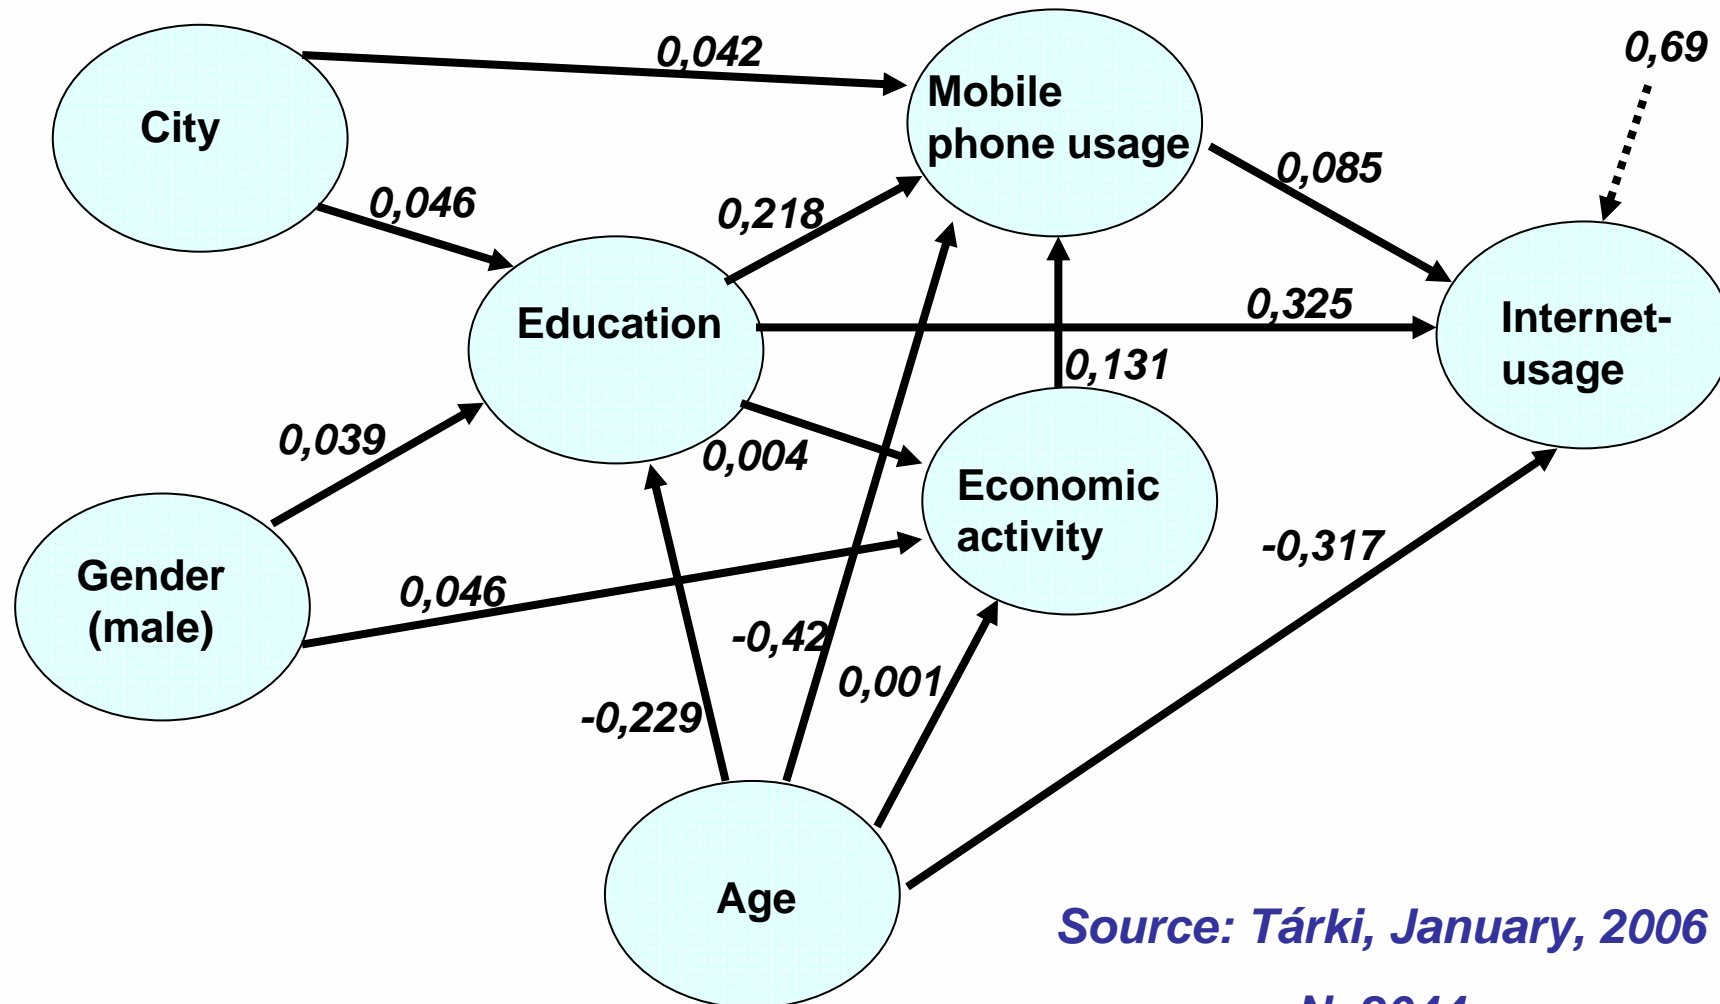 0,042
0,69
City
Mobile
phone usage
0,085
0,046
0,218
Education
0,325
Internet-
usage
0,131
0,039
0,004
Economic
activity
Gender
(male)
0,046
-0,317
-0,42
0,001
-0,229
Age
Source: Tárki, January, 2006